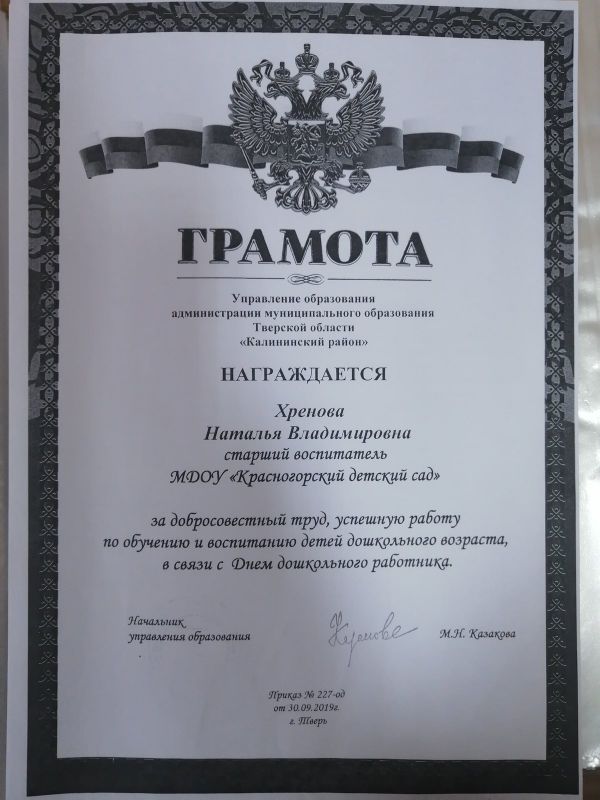 ГРАМОТА
Управление образования
администрации муниципального образования
Тверской области
«Калининский район»
НАГРАЖДАЕТСЯ
Хренова
Наталья Владимировна
старший воспитатель
МДОУ «Красногорский детский сад»
за добросовестный труд, успешную работу
по обучению и воспитанию детей дошкольного возраста,
в связи с Днем дошкольного работника.
Начальник
управления образования
М.Н. Казакова
Приказ № 227-од
от 30.09.2019г.
г. Тверь